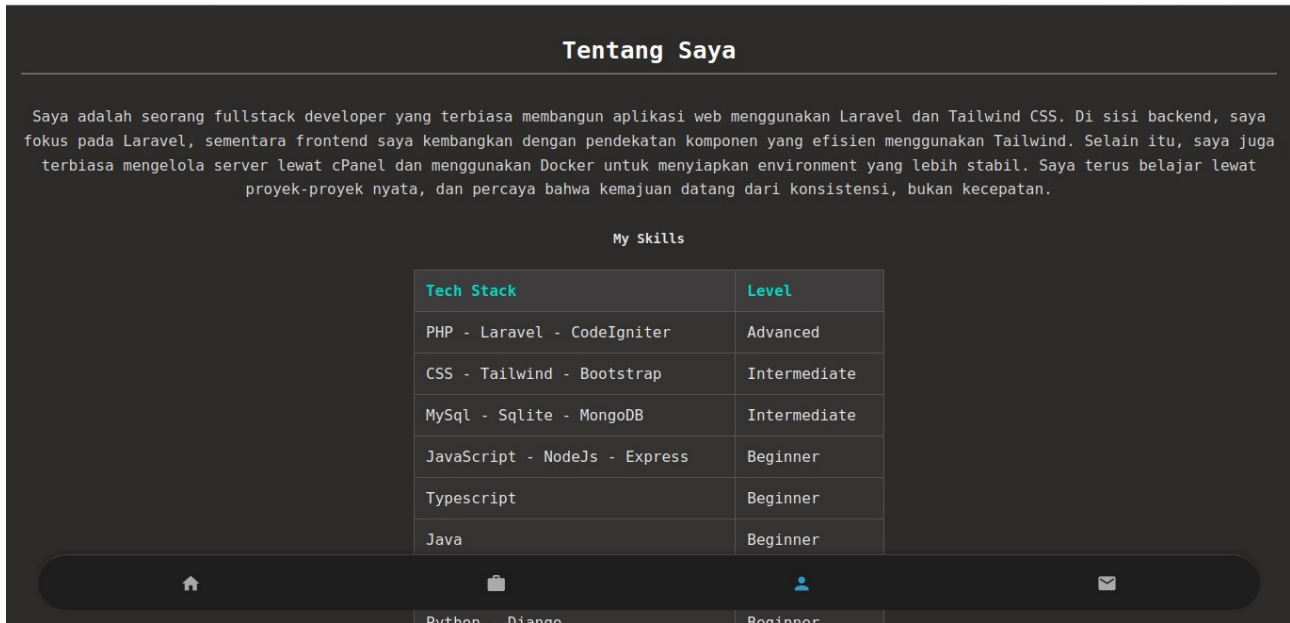 Tentang Saya
Saya adalah seorang fullstack developer yang terbiasa membangun aplikasi web menggunakan Laravel dan Tailwind CSS. Di sisi backend, saya
fokus pada Laravel, sementara frontend saya kembangkan dengan pendekatan komponen yang efisien menggunakan Tailwind. Selain itu, saya juga
terbiasa mengelola server lewat cPanel dan menggunakan Docker untuk menyiapkan environment yang lebih stabil. Saya terus belajar lewat
proyek-proyek nyata, dan percaya bahwa kemajuan datang dari konsistensi, bukan kecepatan.
My Skills
Tech Stack Level
PHP - Laravel - CodeIgniter Advanced
CSS - Tailwind - Bootstrap Intermediate
MySql - Sqlite - MongoDB Intermediate
JavaScript - NodeJs - Express Beginner
Typescript Beginner
Java Beginner
Python - Django Beginner